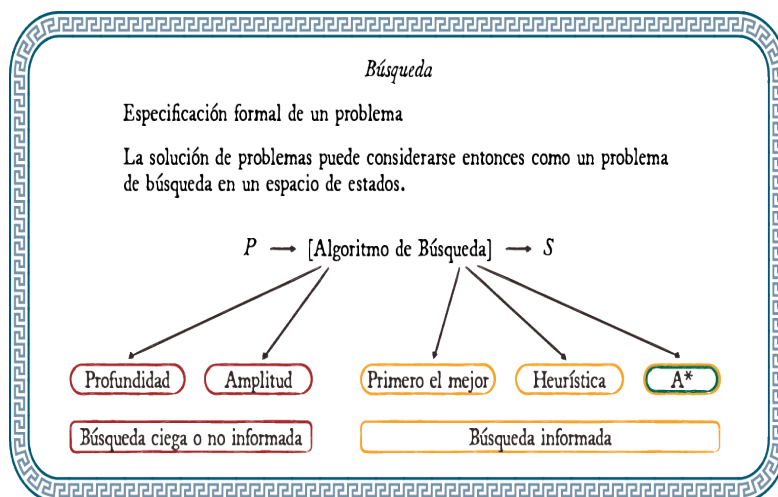 Búsqueda
Especificación formal de un problema
La solución de problemas puede considerarse entonces como un problema
de búsqueda en un espacio de estados.
P → [Algoritmo de Búsqueda] → S
Profundidad Amplitud Primero el mejor Heurística A*
Búsqueda ciega o no informada Búsqueda informada